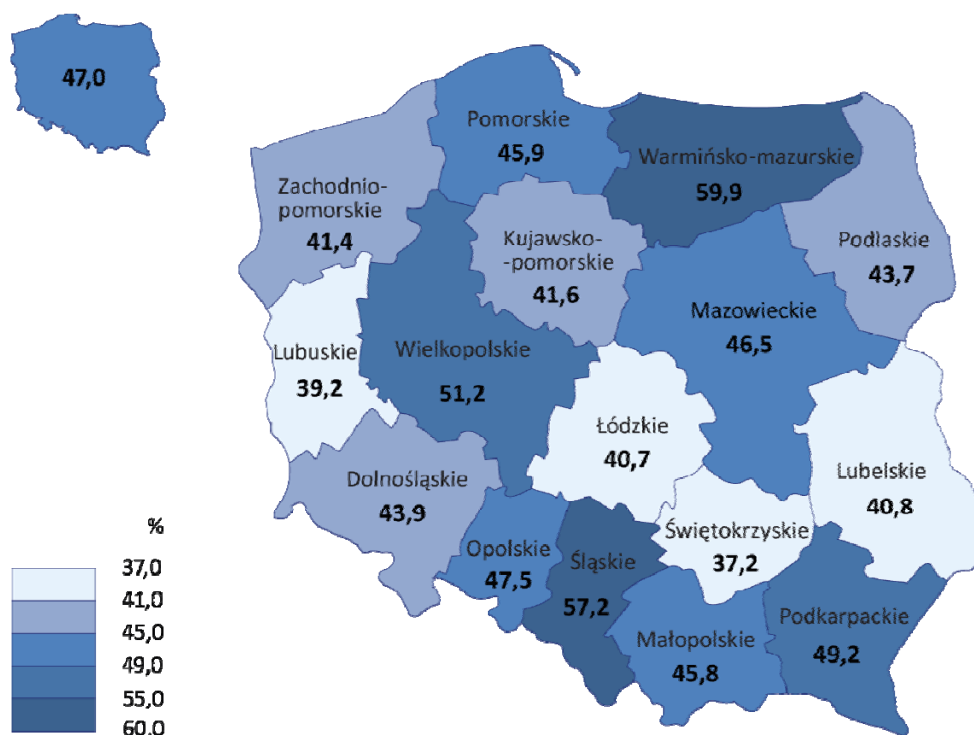 47,0
Pomorskie
45,9
Warmińsko-mazurskie
59,9
Zachodnio-
pomorskie
41,4
Kujawsko-
-pomorskie
41,6
Podlaskie
43,7
Mazowieckie
46,5
Lubuskie
39,2
Wielkopolskie
51,2
Łódzkie
40,7
Lubelskie
40,8
Dolnośląskie
43,9
Świętokrzyskie
37,2
Opolskie
47,5
Śląskie
57,2
Małopolskie
45,8
Podkarpackie
49,2
%
37,0
41,0
45,0
49,0
55,0
60,0